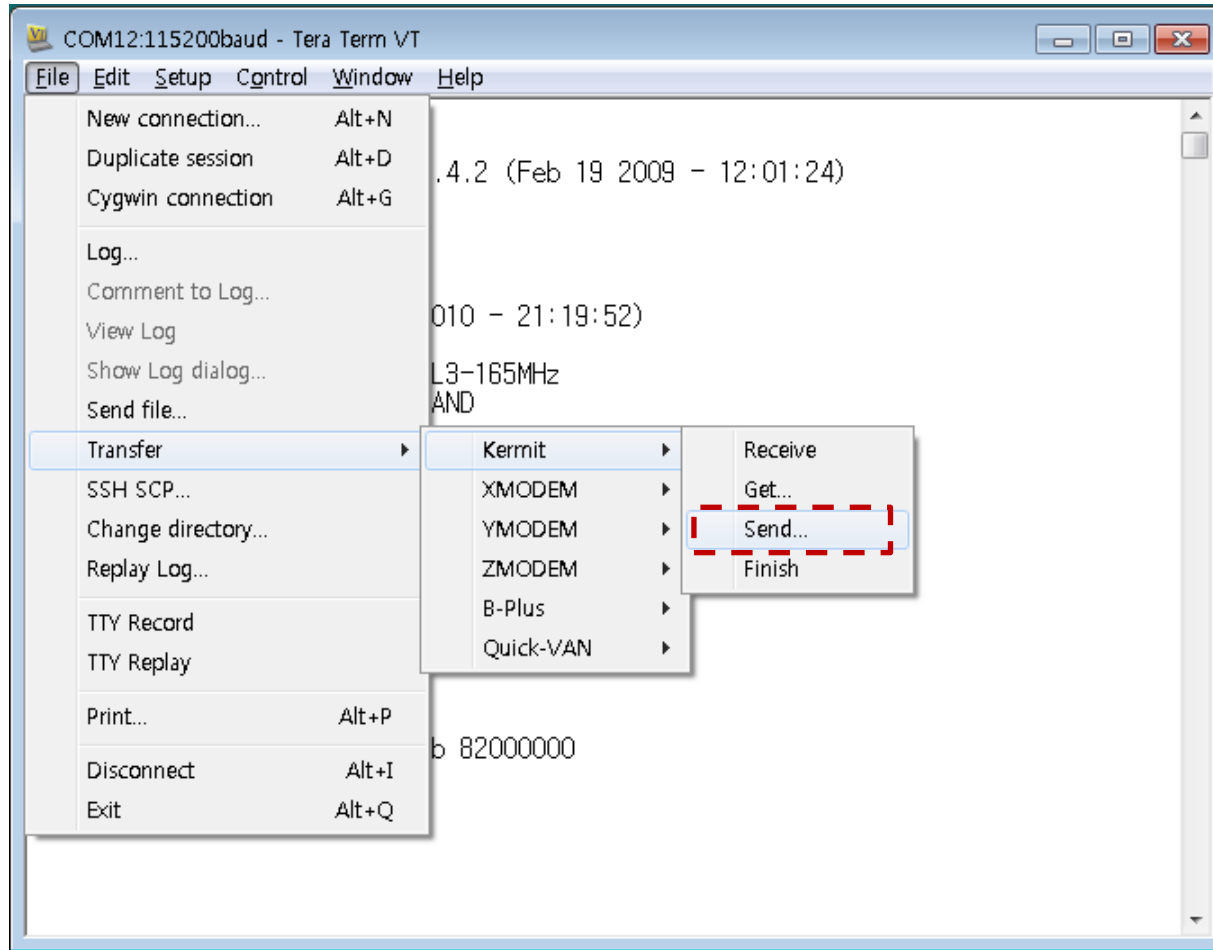 COM12:115200baud - Tera Term VT
File Edit Setup Control Window Help
New connection... Alt+N
Duplicate session Alt+D
Cygwin connection Alt+G
Log...
Comment to Log...
View Log
Show Log dialog...
Send file...
Transfer
SSH SCP...
Change directory...
Replay Log...
TTY Record
TTY Replay
Print... Alt+P
Disconnect Alt+I
Exit Alt+Q
Kermit
XMODEM
YMODEM
ZMODEM
B-Plus
Quick-VAN
Receive
Get...
Send...
Finish
.4.2 (Feb 19 2009 - 12:01:24)
010 - 21:19:52)
L3-165MHz
AND
b 82000000